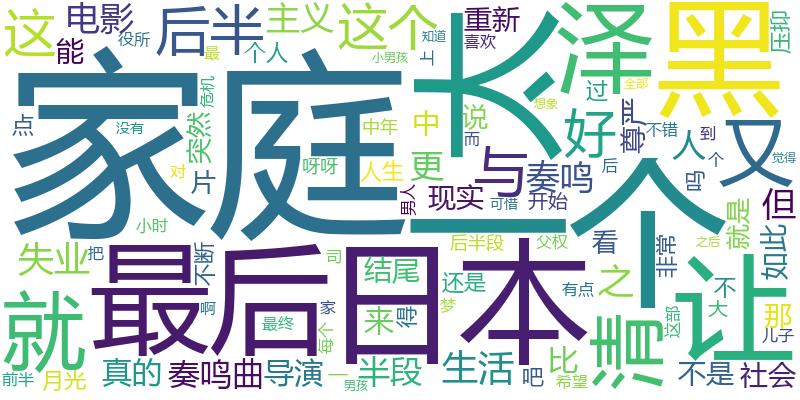 这 电影 后半 主义 这个 长 泽 黑 压抑
能 役所 个人 重新 喜欢 知道 上 最 小男孩 全部
家庭 危机 过 想象
点 没有 突然 中年 中 说 好 尊严 不错 到 又 觉得
对 呀呀 人生 更 与 奏鸣 而 后 人 个
片 现实 男人 可惜 开始 一个 吗 但
小时 后半段 父权 看 非常 就是 如此
失业 把 不断 司 结尾 还是 梦 有点 之 这部 不 大 之后 那
就 最后 日本 清 让 儿子
啊 最终 每个 家 来 得
前半 月光 真的 奏鸣曲 导演 一 男孩 半段 生活 吧 比 希望 不是 社会